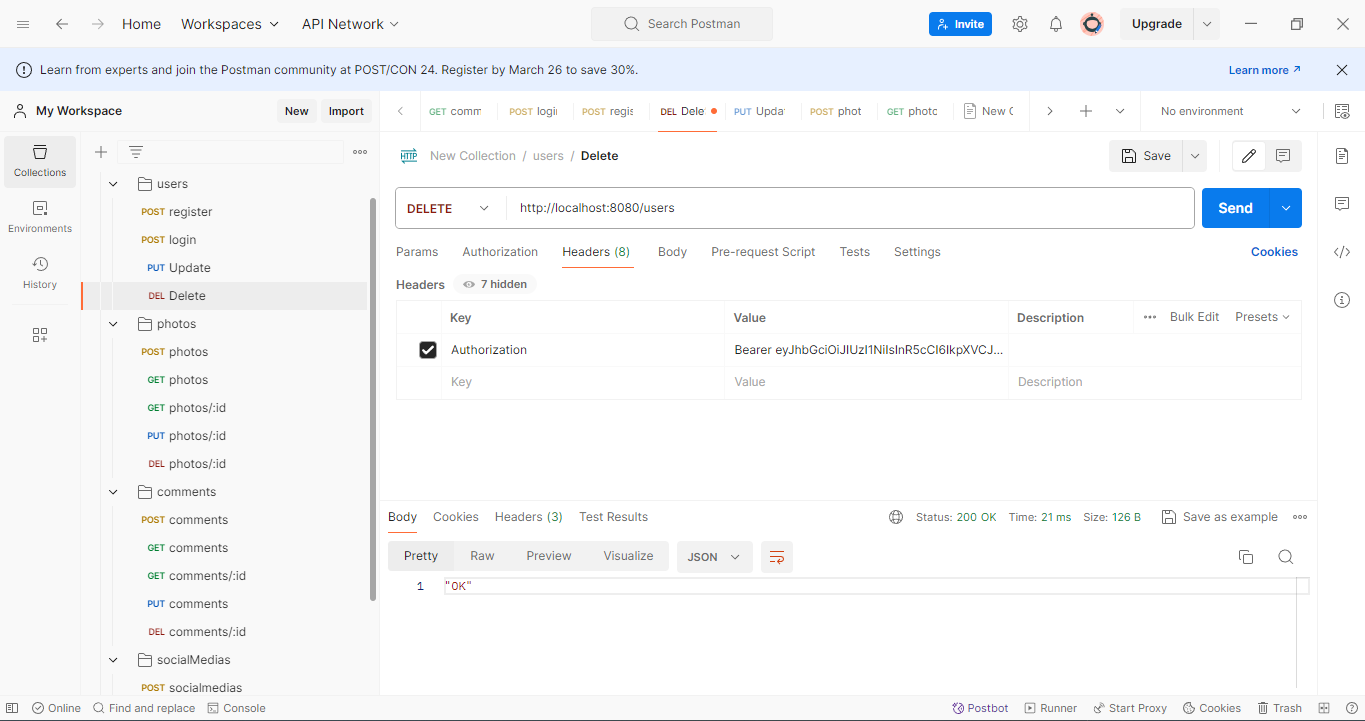 Home Workspaces API Network Search Postman Invite Upgrade
Learn from experts and join the Postman community at POST/CON 24. Register by March 26 to save 30%. Learn more
My Workspace New Import
GET comm POST logi POST regis DEL Dele PUT Upda POST phot GET photo New C No environment
Collections
Environments
History
users
POST register
POST login
PUT Update
DEL Delete
photos
POST photos
GET photos
GET photos/:id
PUT photos/:id
DEL photos/:id
comments
POST comments
GET comments
GET comments/:id
PUT comments
DEL comments/:id
socialMedias
POST socialmedias
HTTP New Collection / users / Delete Save
DELETE http://localhost:8080/users Send
Params Authorization Headers (8) Body Pre-request Script Tests Settings Cookies
Headers 7 hidden
Key Value Description Bulk Edit Presets
Authorization Bearer eyJhbGciOiJIUzI1NiIsInR5cCI6IkpXVCJ...
Key Value Description
Body Cookies Headers (3) Test Results Status: 200 OK Time: 21 ms Size: 126 B Save as example
Pretty Raw Preview Visualize JSON
1 "OK"
Online Find and replace Console Postbot Runner Start Proxy Cookies Trash